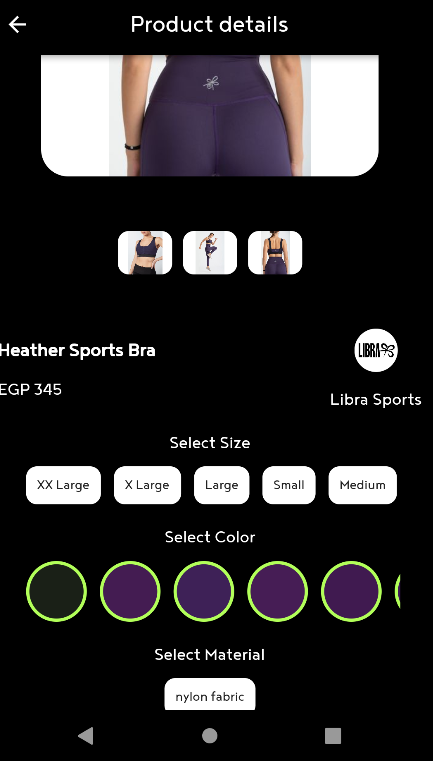 Product details
Heather Sports Bra
LIBRA
EGP 345
Libra Sports
Select Size
XX Large X Large Large Small Medium
Select Color
Select Material
nylon fabric